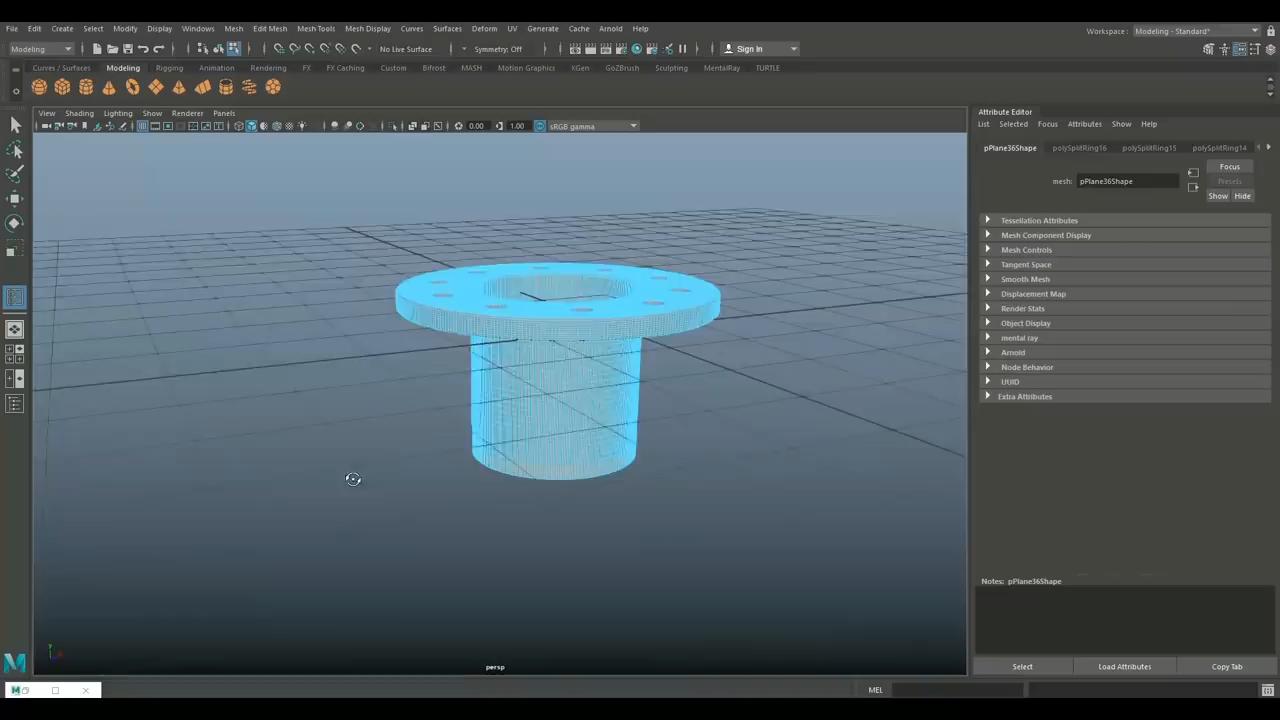 File Edit Create Select Modify Display Windows Mesh Edit Mesh Mesh Tools Mesh Display Curves Surfaces Deform UV Generate Cache Arnold Help
Workspace: Modeling - Standard*
Modeling No Live Surface Symmetry: Off Sign In
Curves / Surfaces Modeling Rigging Animation Rendering FX FX Caching Custom Bifrost MASH Motion Graphics XGen GoZBrush Sculpting MentalRay TURTLE
View Shading Lighting Show Renderer Panels
0.00 1.00 sRGB gamma
Attribute Editor
List Selected Focus Attributes Show Help
pPlane36Shape polySplitRing16 polySplitRing15 polySplitRing14
Focus
mesh: pPlane36Shape
Presets
Show Hide
Tessellation Attributes
Mesh Component Display
Mesh Controls
Tangent Space
Smooth Mesh
Displacement Map
Render Stats
Object Display
mental ray
Arnold
Node Behavior
UUID
Extra Attributes
Notes: pPlane36Shape
persp
Select Load Attributes Copy Tab
MEL